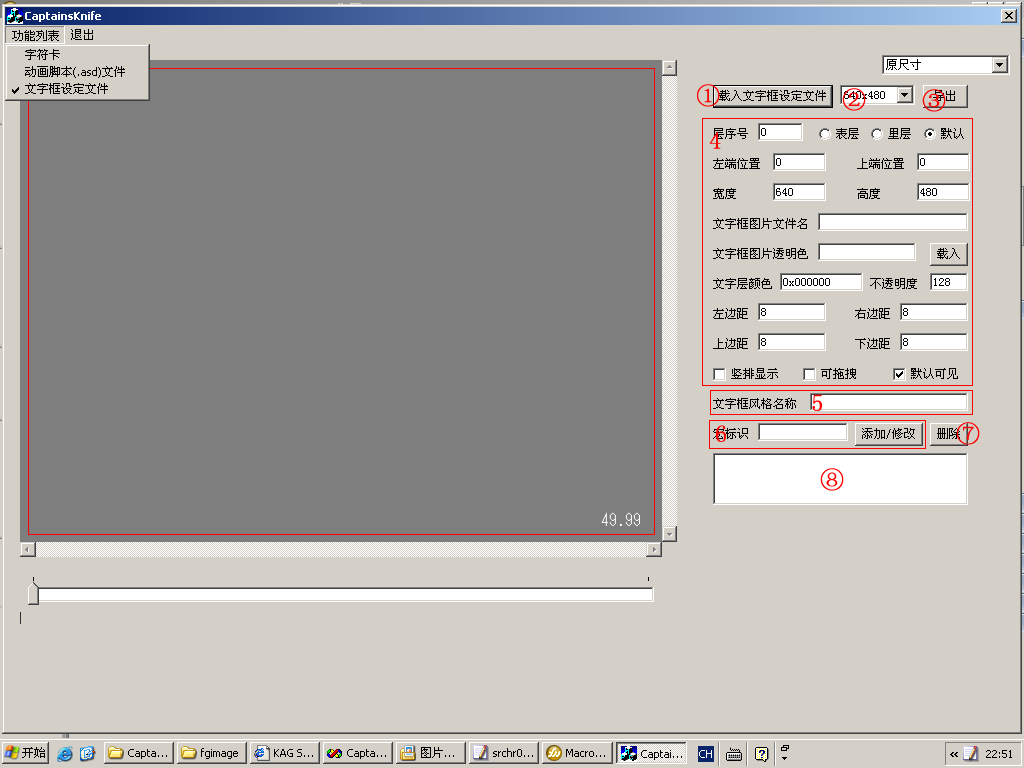 CaptainsKnife
功能列表 退出
字符卡
动画脚本(.asd)文件
文字框设定文件
原尺寸
① 载入文字框设定文件 640x480 ② ③ 导出
4 层序号 0 表层 里层 默认
左端位置 0 上端位置 0
宽度 640 高度 480
文字框图片文件名
文字框图片透明色 载入
文字层颜色 0x000000 不透明度 128
左边距 8 右边距 8
上边距 8 下边距 8
竖排显示 可拖拽 默认可见
文字框风格名称 5
6 标识 添加/修改 删除 ⑦
⑧
49.99
开始 Capta... fgimage KAG S... Capta... 图片... srchr0... Macro... Captai... CH « 22:51